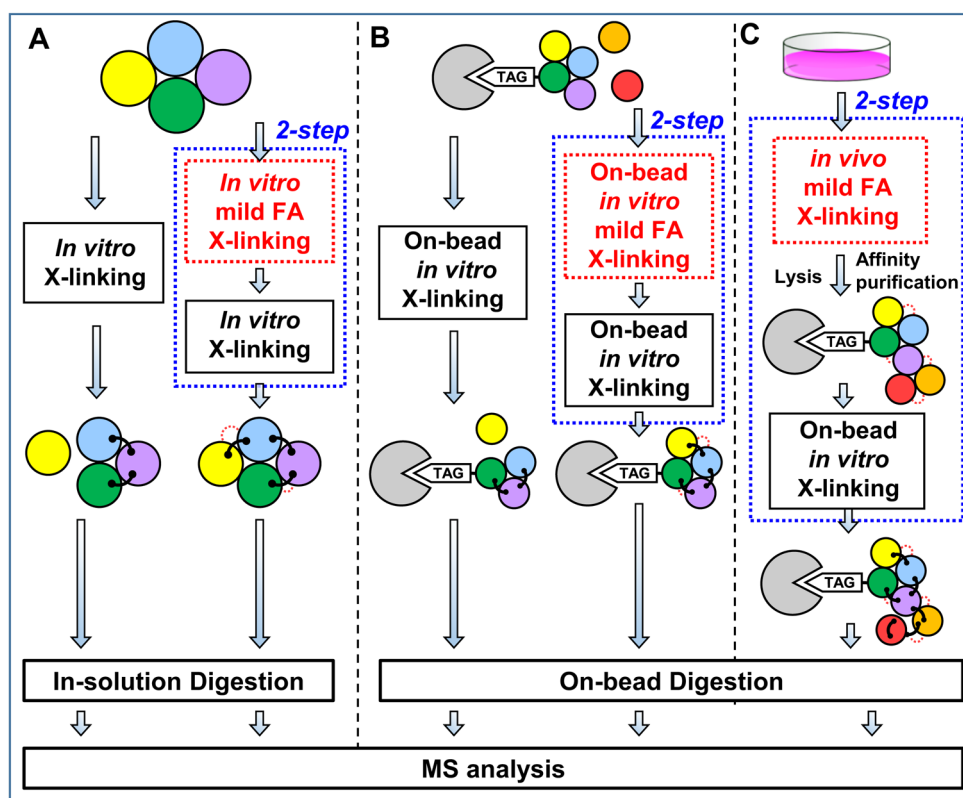 A
2-step
In vitro
mild FA
X-linking
In vitro
X-linking
In vitro
X-linking
In-solution Digestion
B
TAG
2-step
On-bead
in vitro
mild FA
X-linking
On-bead
in vitro
X-linking
On-bead
in vitro
X-linking
TAG
TAG
C
2-step
in vivo
mild FA
X-linking
Lysis
Affinity
purification
TAG
On-bead
in vitro
X-linking
TAG
On-bead Digestion
MS analysis